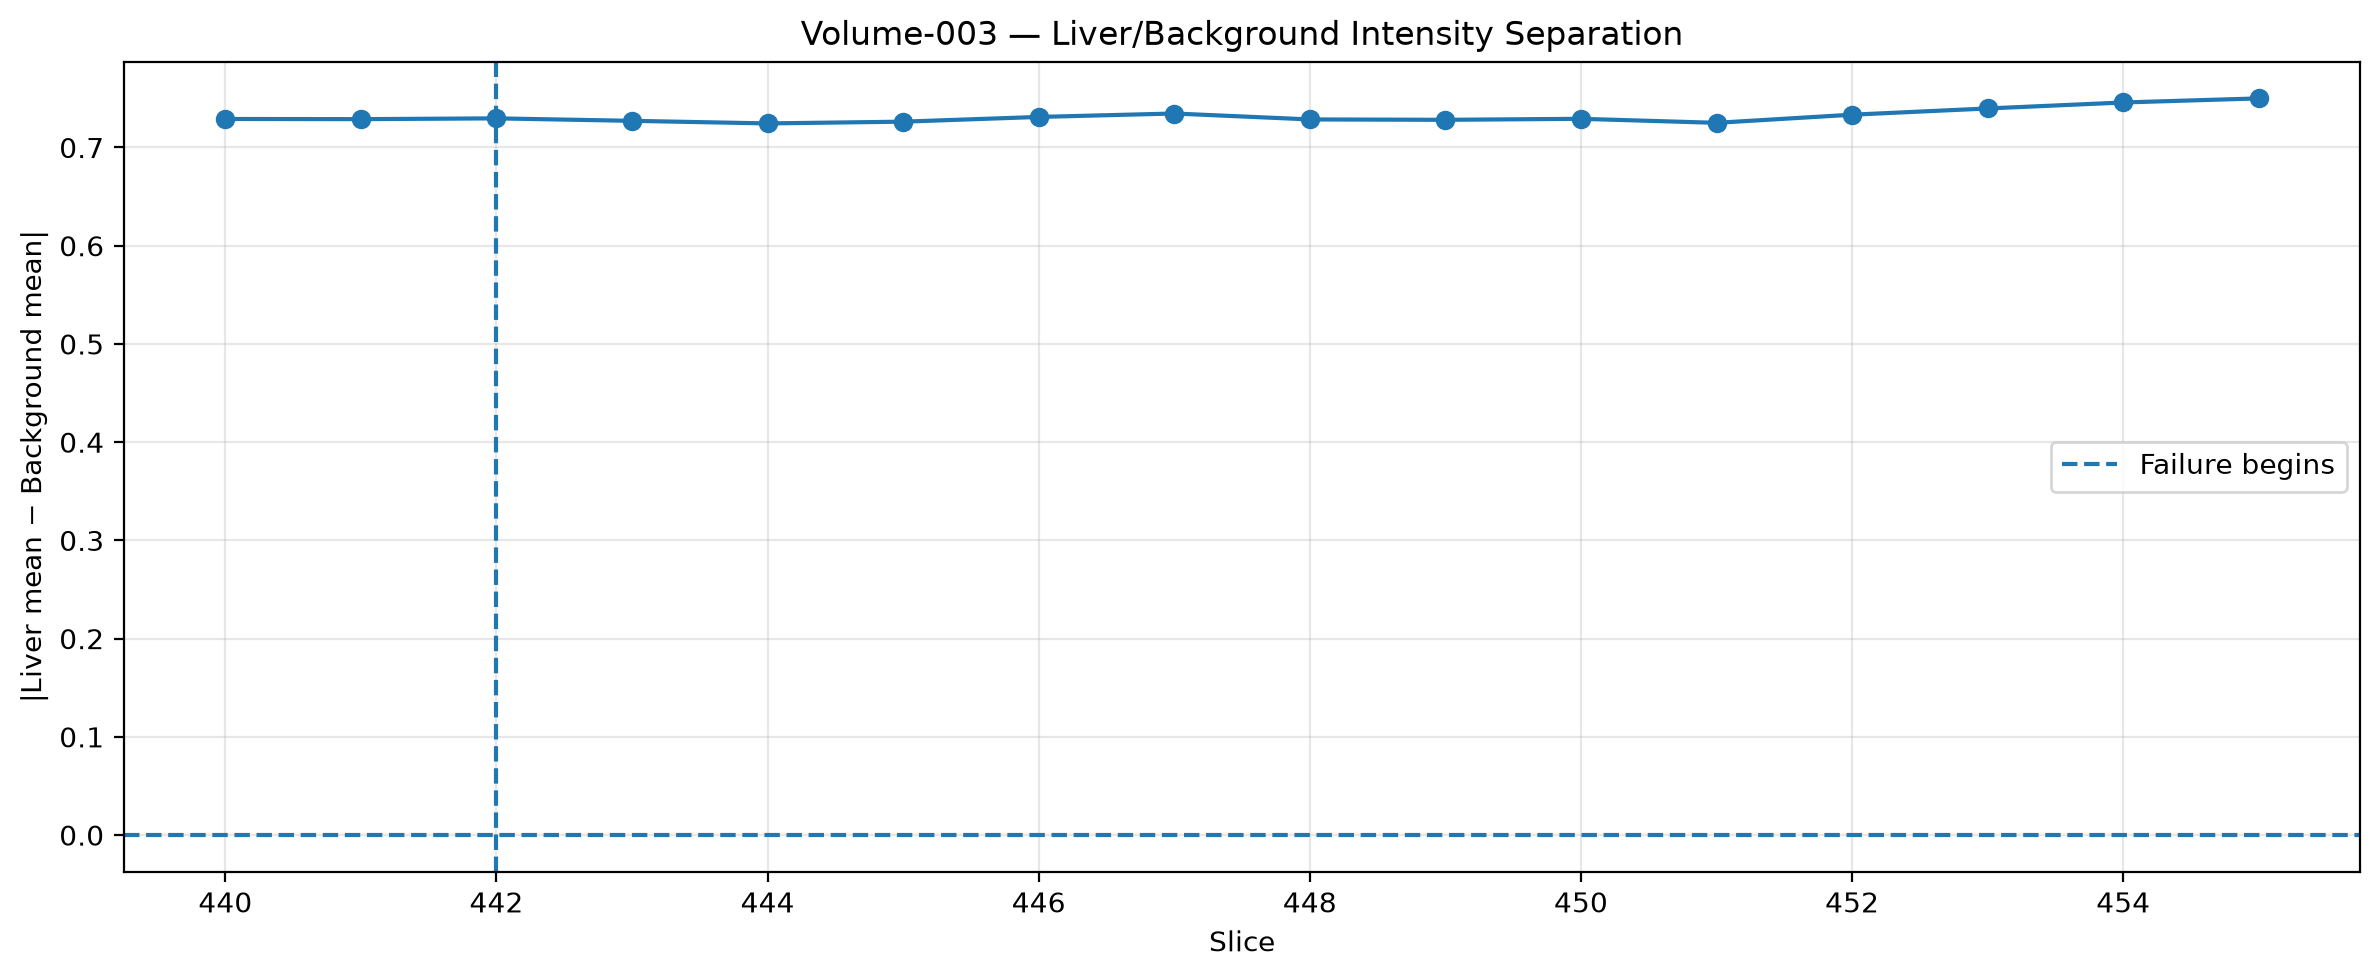 Volume-003 — Liver/Background Intensity Separation
|Liver mean − Background mean|
0.7
0.6
0.5
0.4
0.3
0.2
0.1
0.0
Failure begins
440 442 444 446 448 450 452 454
Slice